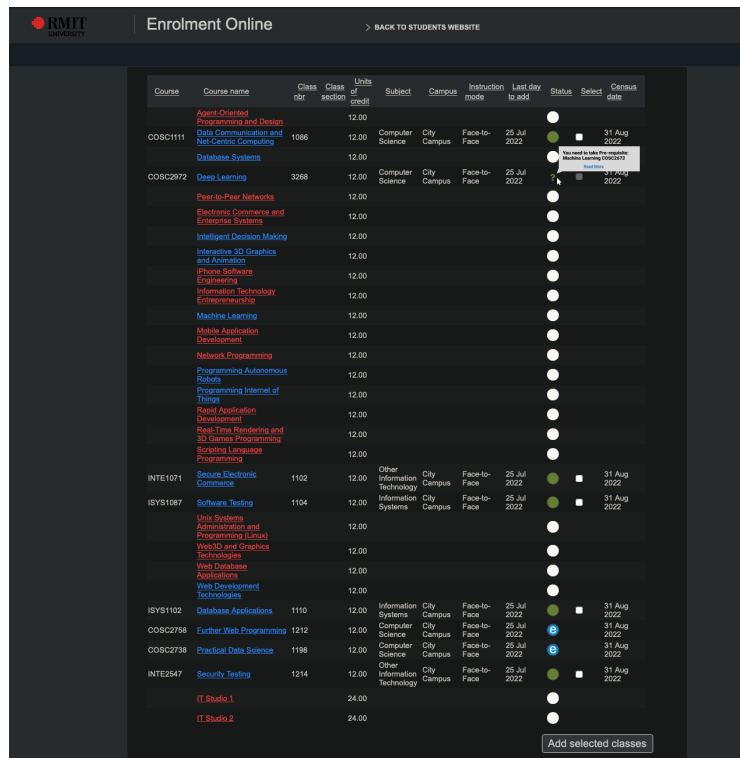 RMIT
UNIVERSITY
Enrolment Online
> BACK TO STUDENTS WEBSITE
Course Course name Class nbr Class section Units of credit Subject Campus Instruction mode Last day to add Status Select Census date
Agent-Oriented Programming and Design 12.00
COSC1111 Data Communication and Net-Centric Computing 1086 12.00 Computer Science City Campus Face-to-Face 25 Jul 2022 31 Aug 2022
Database Systems 12.00
You need to take Pre-requisite:
Machine Learning COSC2673
Read More
COSC2972 Deep Learning 3268 12.00 Computer Science City Campus Face-to-Face 25 Jul 2022 ? 31 Aug 2022
Peer-to-Peer Networks 12.00
Electronic Commerce and Enterprise Systems 12.00
Intelligent Decision Making 12.00
Interactive 3D Graphics and Animation 12.00
iPhone Software Engineering 12.00
Information Technology Entrepreneurship 12.00
Machine Learning 12.00
Mobile Application Development 12.00
Network Programming 12.00
Programming Autonomous Robots 12.00
Programming Internet of Things 12.00
Rapid Application Development 12.00
Real-Time Rendering and 3D Games Programming 12.00
Scripting Language Programming 12.00
INTE1071 Secure Electronic Commerce 1102 12.00 Other Information Technology City Campus Face-to-Face 25 Jul 2022 31 Aug 2022
ISYS1087 Software Testing 1104 12.00 Information Systems City Campus Face-to-Face 25 Jul 2022 31 Aug 2022
Unix Systems Administration and Programming (Linux) 12.00
Web3D and Graphics Technologies 12.00
Web Database Applications 12.00
Web Development Technologies 12.00
ISYS1102 Database Applications 1110 12.00 Information Systems City Campus Face-to-Face 25 Jul 2022 31 Aug 2022
COSC2758 Further Web Programming 1212 12.00 Computer Science City Campus Face-to-Face 25 Jul 2022 e 31 Aug 2022
COSC2738 Practical Data Science 1198 12.00 Computer Science City Campus Face-to-Face 25 Jul 2022 e 31 Aug 2022
INTE2547 Security Testing 1214 12.00 Other Information Technology City Campus Face-to-Face 25 Jul 2022 31 Aug 2022
IT Studio 1 24.00
IT Studio 2 24.00
Add selected classes